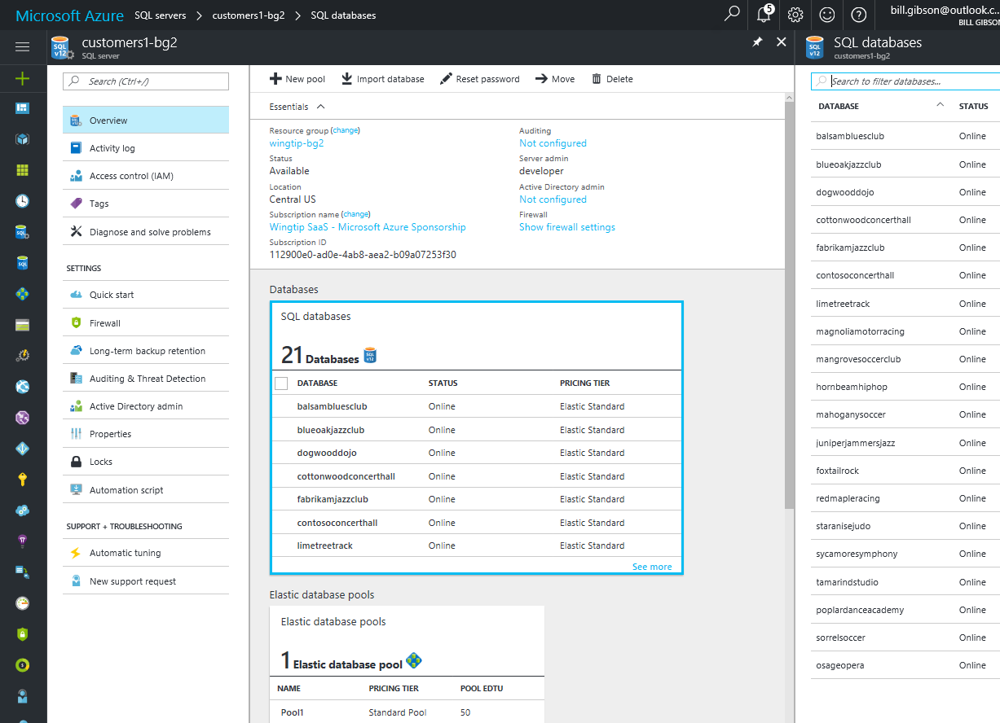 Microsoft Azure SQL servers > customers1-bg2 > SQL databases
5
bill.gibson@outlook.c...
BILL GIBSON
customers1-bg2
SQL server
Search (Ctrl+/)
Overview
Activity log
Access control (IAM)
Tags
Diagnose and solve problems
SETTINGS
Quick start
Firewall
Long-term backup retention
Auditing & Threat Detection
Active Directory admin
Properties
Locks
Automation script
SUPPORT + TROUBLESHOOTING
Automatic tuning
New support request
New pool Import database Reset password Move Delete
Essentials
Resource group (change)
wingtip-bg2
Status
Available
Location
Central US
Subscription name (change)
Wingtip SaaS - Microsoft Azure Sponsorship
Subscription ID
112900e0-ad0e-4ab8-aea2-b09a07253f30
Auditing
Not configured
Server admin
developer
Active Directory admin
Not configured
Firewall
Show firewall settings
Databases
SQL databases
21 Databases
DATABASE STATUS PRICING TIER
balsambluesclub Online Elastic Standard
blueoakjazzclub Online Elastic Standard
dogwooddojo Online Elastic Standard
cottonwoodconcerthall Online Elastic Standard
fabrikamjazzclub Online Elastic Standard
contosoconcerthall Online Elastic Standard
limetreetrack Online Elastic Standard
See more
Elastic database pools
Elastic database pools
1 Elastic database pool
NAME PRICING TIER POOL EDTU
Pool1 Standard Pool 50
SQL databases
customers1-bg2
Search to filter databases...
DATABASE STATUS
balsambluesclub Online
blueoakjazzclub Online
dogwooddojo Online
cottonwoodconcerthall Online
fabrikamjazzclub Online
contosoconcerthall Online
limetreetrack Online
magnoliamotorracing Online
mangrovesoccerclub Online
hornbeamhiphop Online
mahoganysoccer Online
juniperjammersjazz Online
foxtailrock Online
redmapleracing Online
staranisejudo Online
sycamoresymphony Online
tamarindstudio Online
poplardanceacademy Online
sorrelsoccer Online
osageopera Online